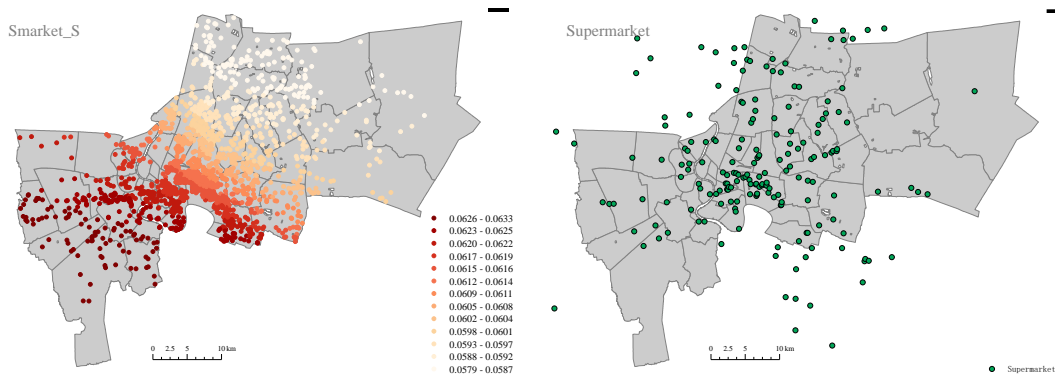 Smarket_S
0.0626 - 0.0633
0.0623 - 0.0625
0.0620 - 0.0622
0.0617 - 0.0619
0.0615 - 0.0616
0.0612 - 0.0614
0.0609 - 0.0611
0.0605 - 0.0608
0.0602 - 0.0604
0.0598 - 0.0601
0.0593 - 0.0597
0.0588 - 0.0592
0.0579 - 0.0587
0 2.5 5 10 km
Supermarket
0 2.5 5 10 km
Supermarket